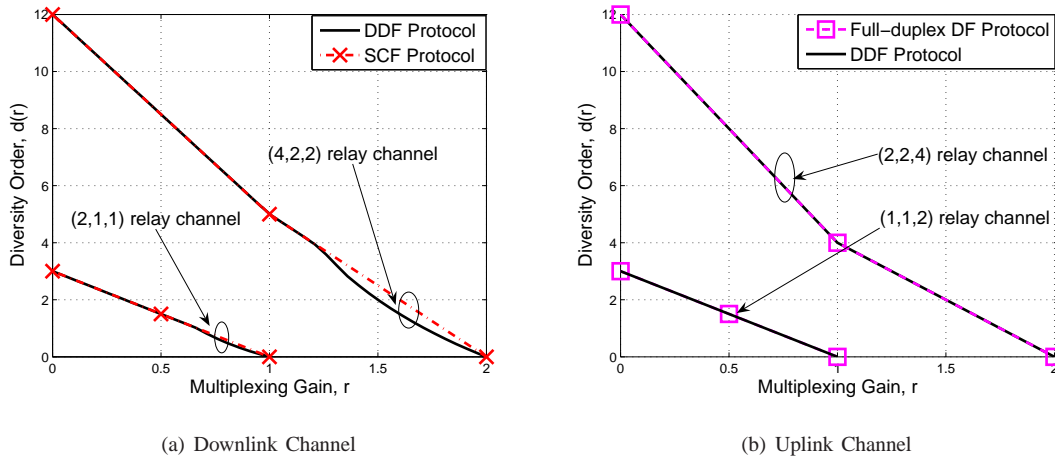 12
10
8
6
4
2
0
0
0.5
1
1.5
2
Diversity Order, d(r)
Multiplexing Gain, r
DDF Protocol
SCF Protocol
(4,2,2) relay channel
(2,1,1) relay channel
(a) Downlink Channel
12
10
8
6
4
2
0
0
0.5
1
1.5
2
Diversity Order, d(r)
Multiplexing Gain, r
Full-duplex DF Protocol
DDF Protocol
(2,2,4) relay channel
(1,1,2) relay channel
(b) Uplink Channel